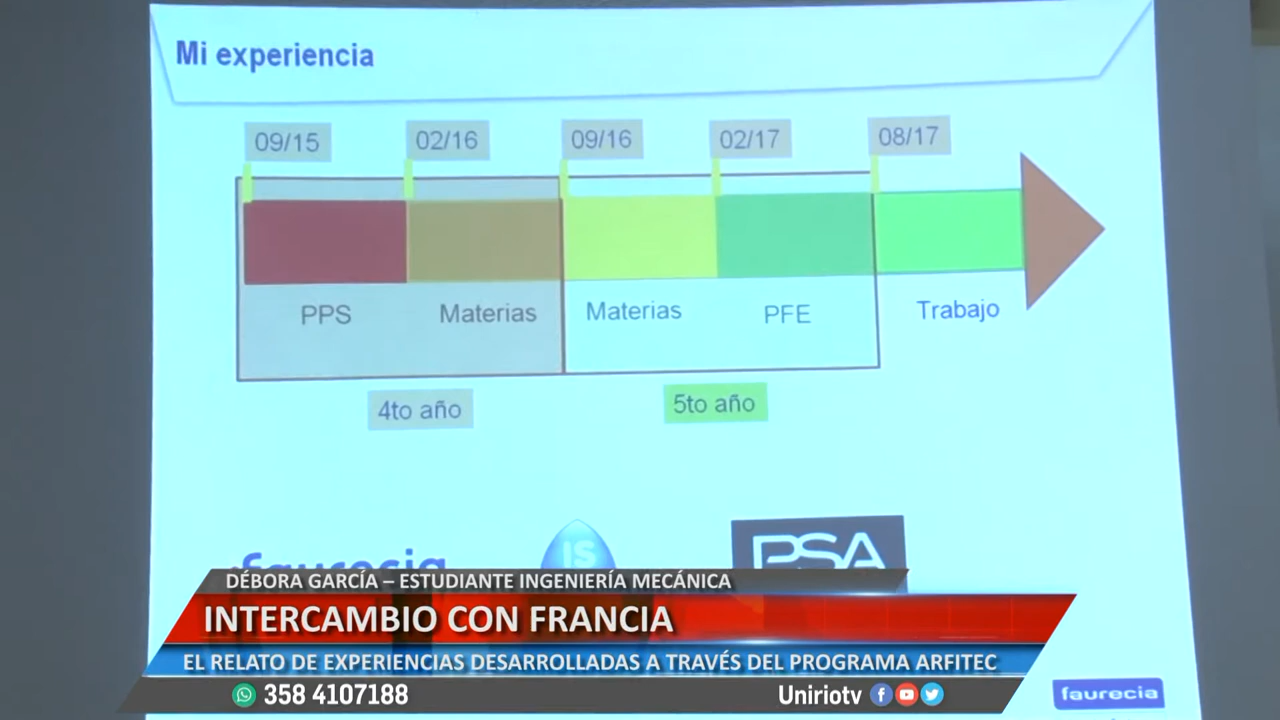 Mi experiencia
09/15 02/16 09/16 02/17 08/17
PPS Materias Materias PFE Trabajo
4to año 5to año
faurecia IS PSA
DÉBORA GARCÍA – ESTUDIANTE INGENIERÍA MECÁNICA
INTERCAMBIO CON FRANCIA
EL RELATO DE EXPERIENCIAS DESARROLLADAS A TRAVÉS DEL PROGRAMA ARFITEC
358 4107188 Uniriotv
faurecia